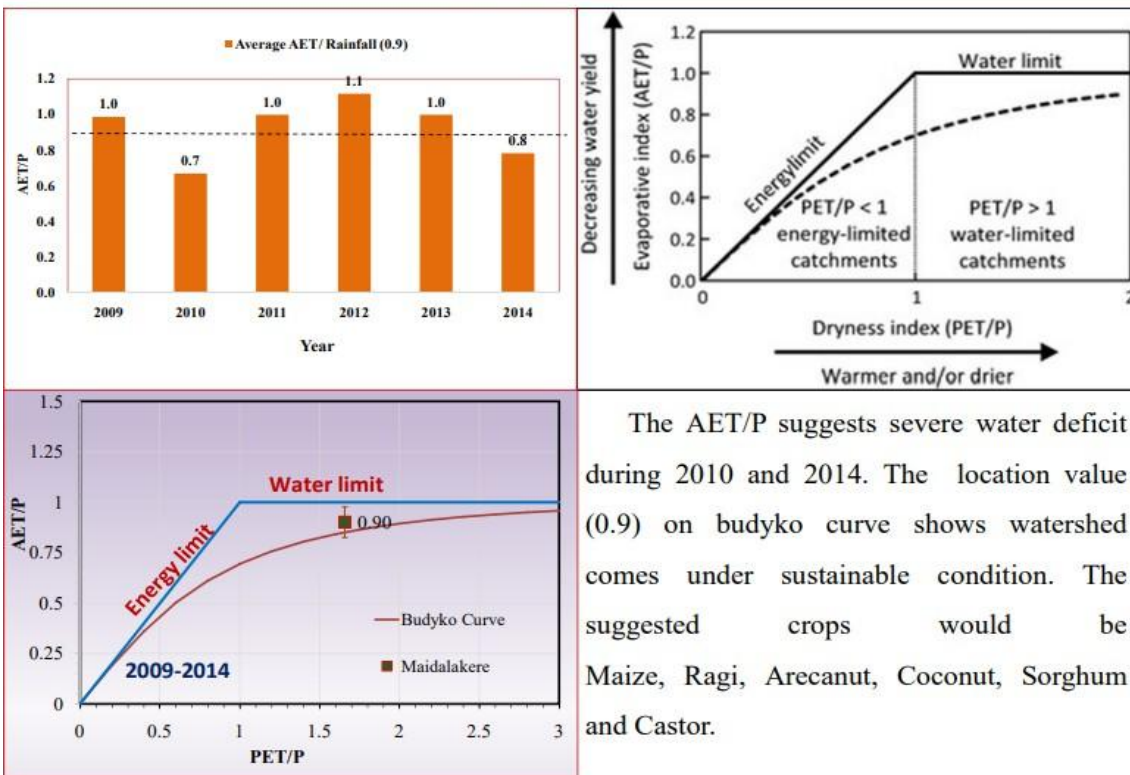 Average AET/ Rainfall (0.9)
AET/P
1.2
1.0
0.8
0.6
0.4
0.2
0.0
1.0
0.7
1.0
1.1
1.0
0.8
2009
2010
2011
2012
2013
2014
Year
Decreasing water yield
Evaporative index (AET/P)
1.2
1.0
0.8
0.6
0.4
0.2
0.0
Water limit
Energylimit
PET/P < 1
energy-limited
catchments
PET/P > 1
water-limited
catchments
0
1
2
Dryness index (PET/P)
Warmer and/or drier
AET/P
1.5
1.25
1
0.75
0.5
0.25
0
Water limit
Energy limit
0.90
Budyko Curve
Maidalakere
2009-2014
0
0.5
1
1.5
2
2.5
3
PET/P
The AET/P suggests severe water deficit
during 2010 and 2014. The location value
(0.9) on budyko curve shows watershed
comes under sustainable condition. The
suggested crops would be
Maize, Ragi, Arecanut, Coconut, Sorghum
and Castor.